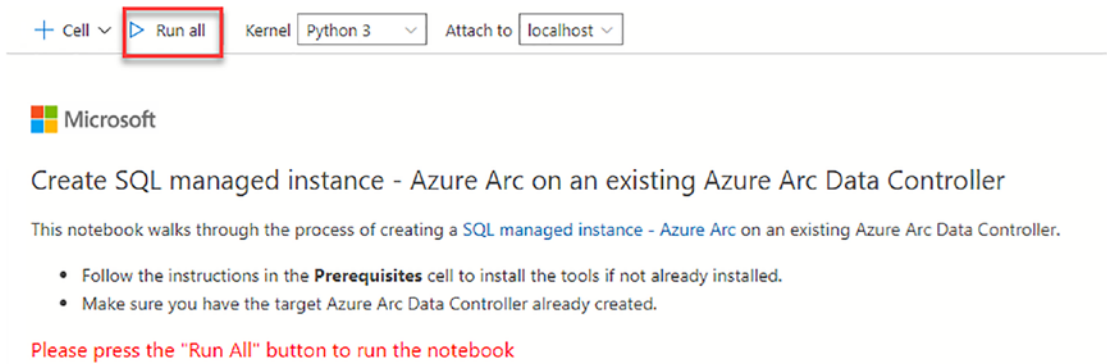 + Cell Run all Kernel Python 3 Attach to localhost
Microsoft
Create SQL managed instance - Azure Arc on an existing Azure Arc Data Controller
This notebook walks through the process of creating a SQL managed instance - Azure Arc on an existing Azure Arc Data Controller.
• Follow the instructions in the Prerequisites cell to install the tools if not already installed.
• Make sure you have the target Azure Arc Data Controller already created.
Please press the "Run All" button to run the notebook